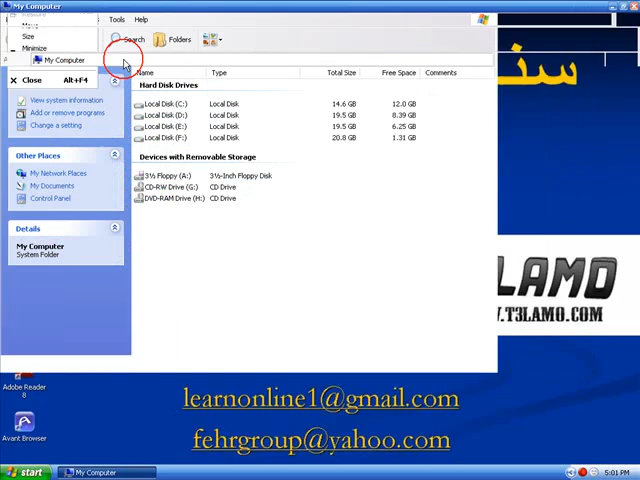 My Computer
Restore
Move
Size
Minimize
Tools Help
Search Folders
My Computer
Close Alt+F4
Name Type Total Size Free Space Comments
Hard Disk Drives
Local Disk (C:) Local Disk 14.6 GB 12.0 GB
Local Disk (D:) Local Disk 19.5 GB 8.39 GB
Local Disk (E:) Local Disk 19.5 GB 6.25 GB
Local Disk (F:) Local Disk 20.8 GB 1.31 GB
Devices with Removable Storage
3½ Floppy (A:) 3½-Inch Floppy Disk
CD-RW Drive (G:) CD Drive
DVD-RAM Drive (H:) CD Drive
View system information
Add or remove programs
Change a setting
Other Places
My Network Places
My Documents
Control Panel
Details
My Computer
System Folder
LAMO
W.T3LAMO.COM
learnonline1@gmail.com
fehrgroup@yahoo.com
Adobe Reader
8
Avant Browser
start My Computer 5:01 PM